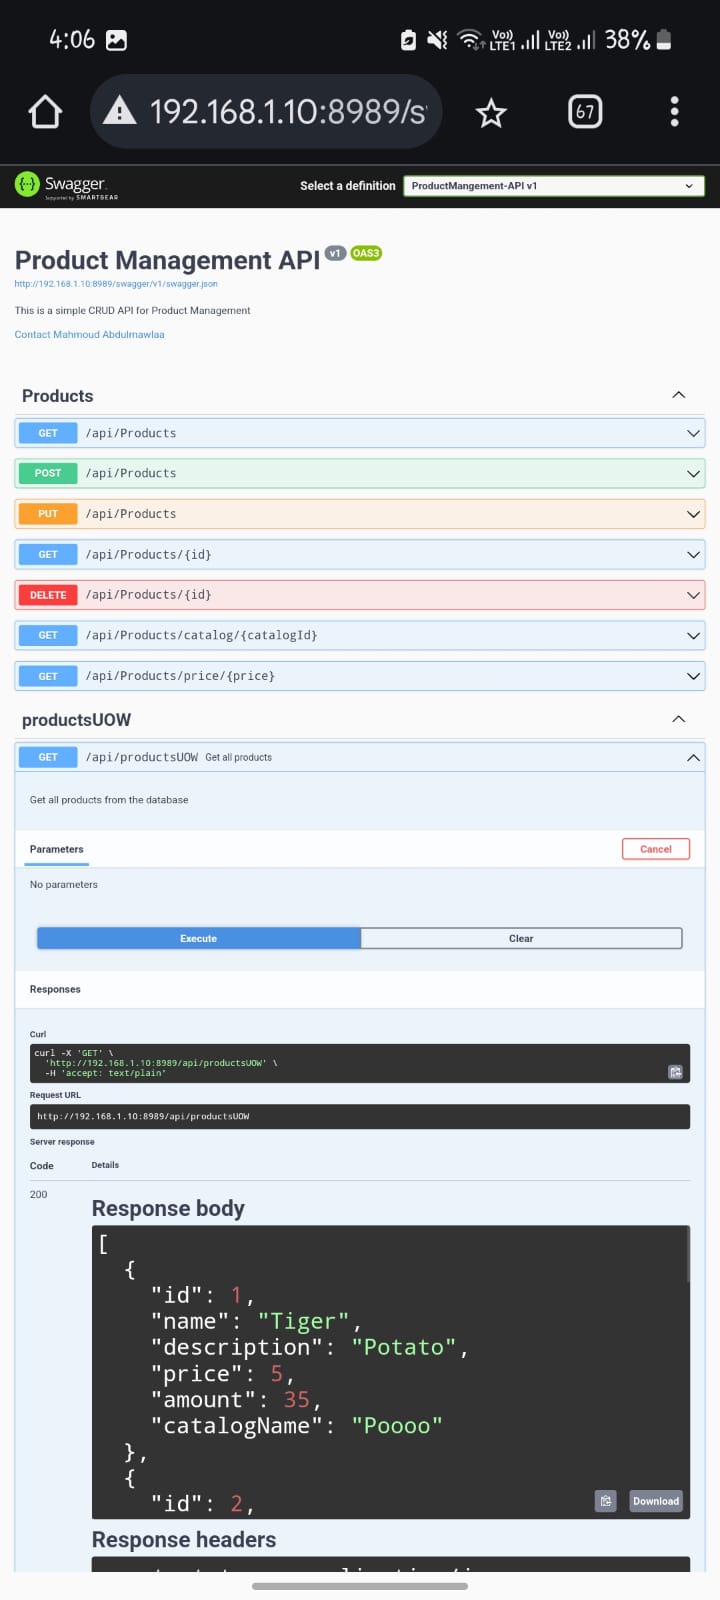 4:06
Vo)) LTE1 Vo)) LTE2 38%
192.168.1.10:8989/s
67
Swagger.
Supported by SMARTBEAR
Select a definition
ProductMangement-API v1
Product Management API v1 OAS3
http://192.168.1.10:8989/swagger/v1/swagger.json
This is a simple CRUD API for Product Management
Contact Mahmoud Abdulmawlaa
Products
GET /api/Products
POST /api/Products
PUT /api/Products
GET /api/Products/{id}
DELETE /api/Products/{id}
GET /api/Products/catalog/{catalogId}
GET /api/Products/price/{price}
productsUOW
GET /api/productsUOW Get all products
Get all products from the database
Parameters
Cancel
No parameters
Execute
Clear
Responses
Curl
curl -X 'GET' \
'http://192.168.1.10:8989/api/productsUOW' \
-H 'accept: text/plain'
Request URL
http://192.168.1.10:8989/api/productsUOW
Server response
Code Details
200
Response body
[
{
"id": 1,
"name": "Tiger",
"description": "Potato",
"price": 5,
"amount": 35,
"catalogName": "Poooo"
},
{
"id": 2,
Download
Response headers